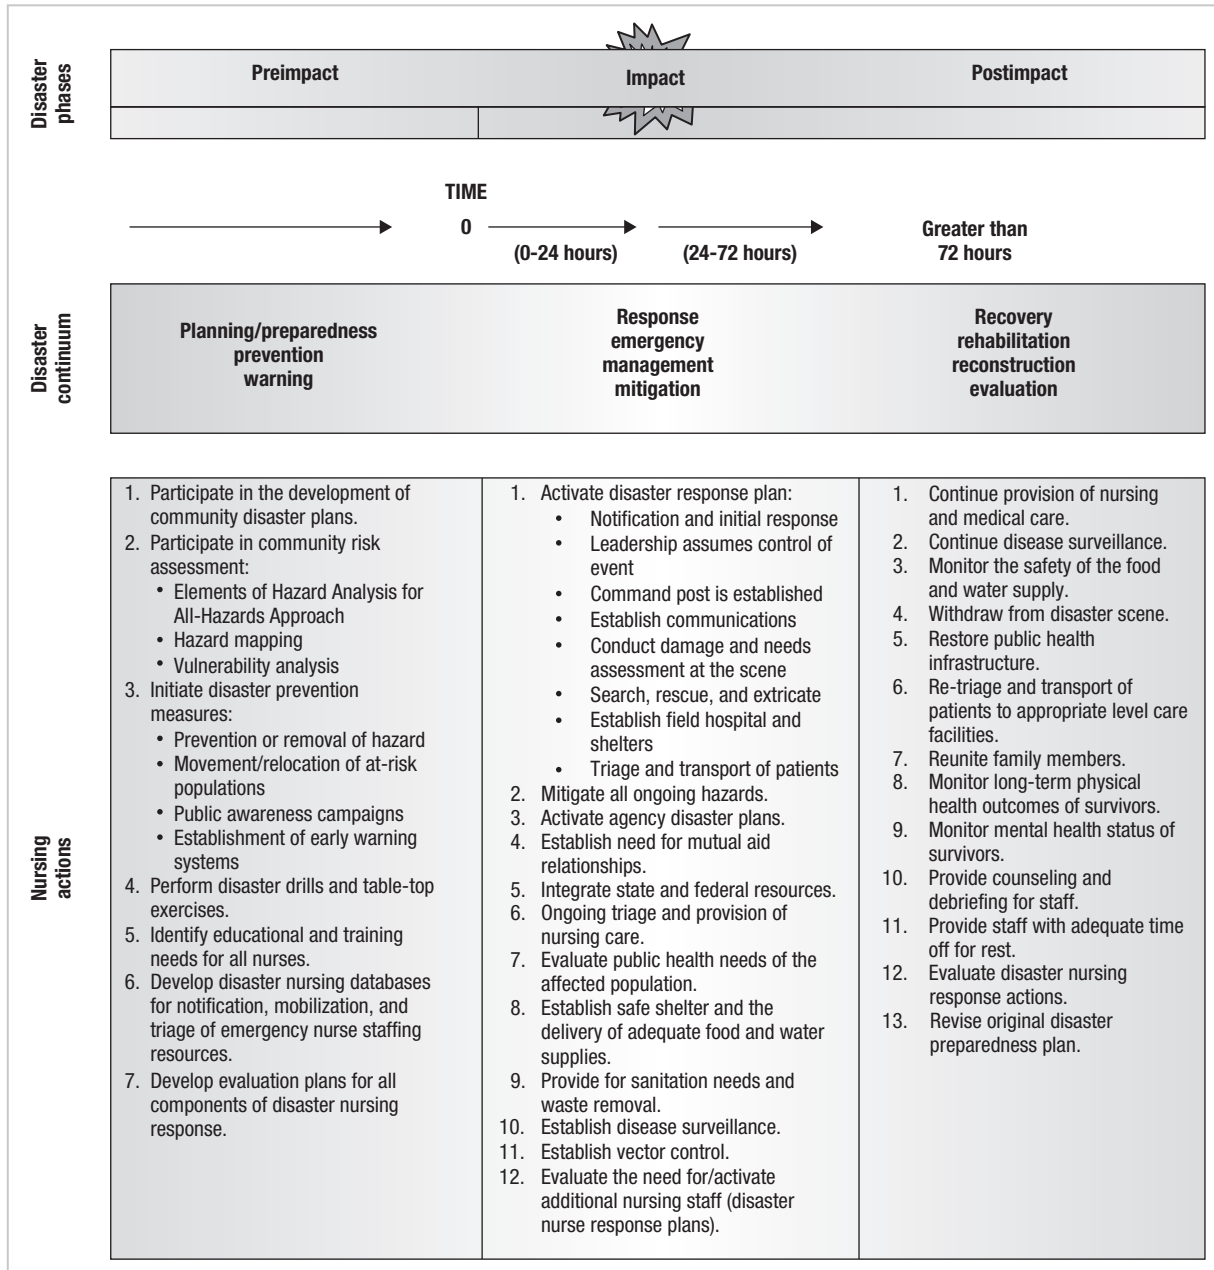 Disaster
phases
Preimpact
Impact
Postimpact
TIME
0
(0-24 hours)
(24-72 hours)
Greater than
72 hours
Disaster
continuum
Planning/preparedness
prevention
warning
Response
emergency
management
mitigation
Recovery
rehabilitation
reconstruction
evaluation
Nursing
actions
1. Participate in the development of
community disaster plans.
2. Participate in community risk
assessment:
• Elements of Hazard Analysis for
All-Hazards Approach
• Hazard mapping
• Vulnerability analysis
3. Initiate disaster prevention
measures:
• Prevention or removal of hazard
• Movement/relocation of at-risk
populations
• Public awareness campaigns
• Establishment of early warning
systems
4. Perform disaster drills and table-top
exercises.
5. Identify educational and training
needs for all nurses.
6. Develop disaster nursing databases
for notification, mobilization, and
triage of emergency nurse staffing
resources.
7. Develop evaluation plans for all
components of disaster nursing
response.
1. Activate disaster response plan:
• Notification and initial response
• Leadership assumes control of
event
• Command post is established
• Establish communications
• Conduct damage and needs
assessment at the scene
• Search, rescue, and extricate
• Establish field hospital and
shelters
• Triage and transport of patients
2. Mitigate all ongoing hazards.
3. Activate agency disaster plans.
4. Establish need for mutual aid
relationships.
5. Integrate state and federal resources.
6. Ongoing triage and provision of
nursing care.
7. Evaluate public health needs of the
affected population.
8. Establish safe shelter and the
delivery of adequate food and water
supplies.
9. Provide for sanitation needs and
waste removal.
10. Establish disease surveillance.
11. Establish vector control.
12. Evaluate the need for/activate
additional nursing staff (disaster
nurse response plans).
1. Continue provision of nursing
and medical care.
2. Continue disease surveillance.
3. Monitor the safety of the food
and water supply.
4. Withdraw from disaster scene.
5. Restore public health
infrastructure.
6. Re-triage and transport of
patients to appropriate level care
facilities.
7. Reunite family members.
8. Monitor long-term physical
health outcomes of survivors.
9. Monitor mental health status of
survivors.
10. Provide counseling and
debriefing for staff.
11. Provide staff with adequate time
off for rest.
12. Evaluate disaster nursing
response actions.
13. Revise original disaster
preparedness plan.